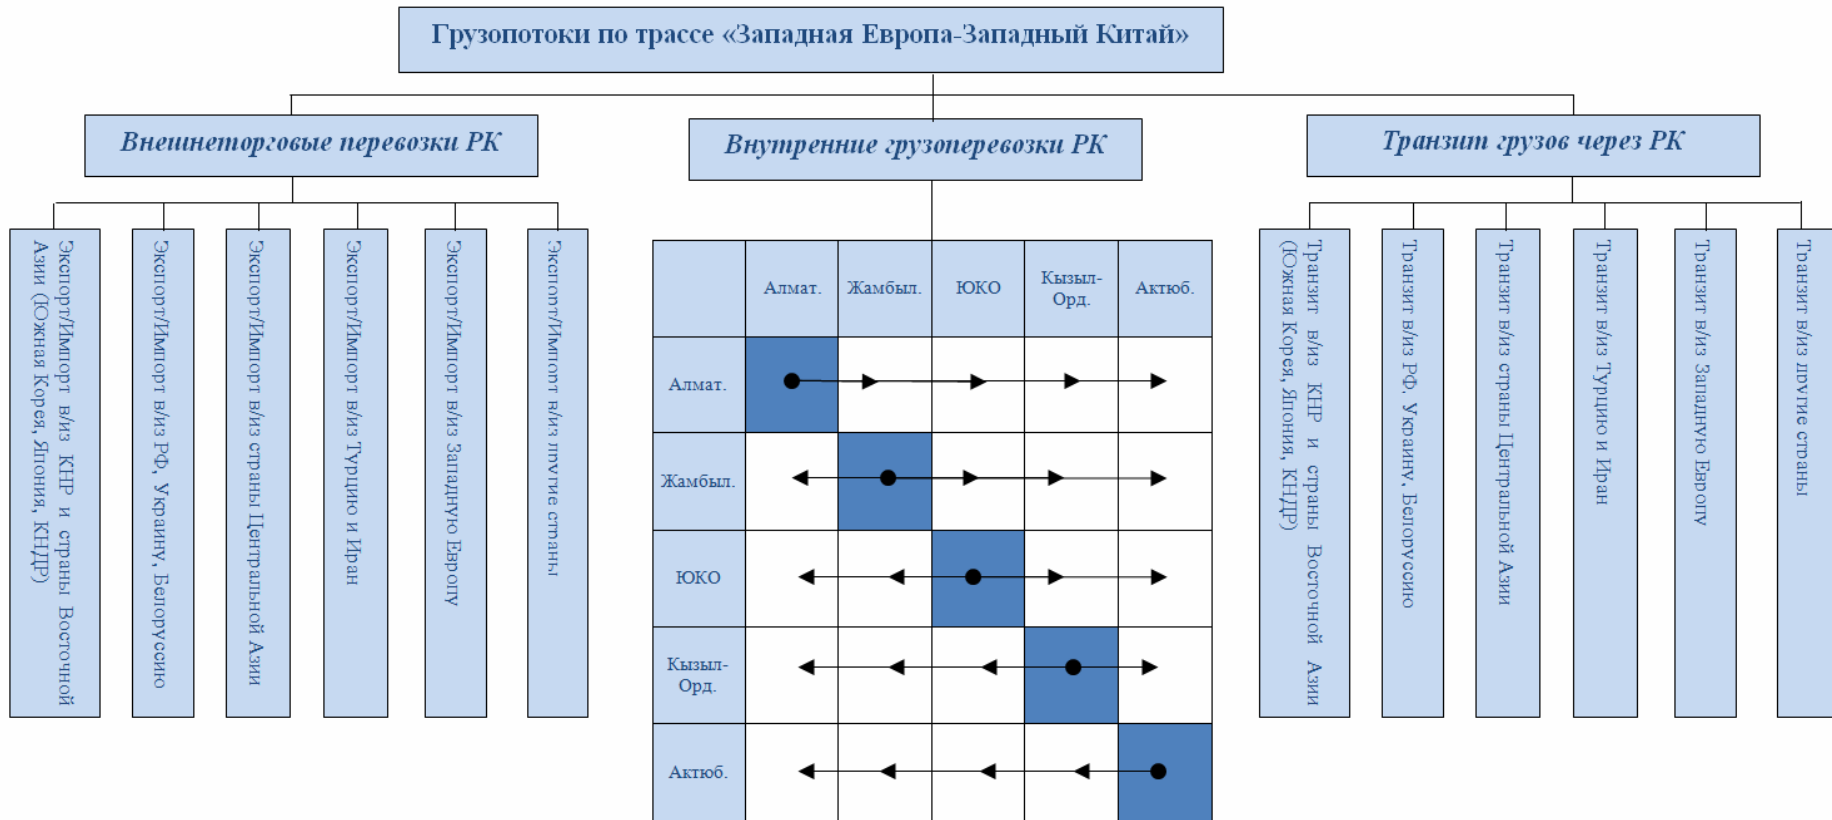 Грузопотоки по трассе «Западная Европа-Западный Китай»
Внешнеторговые перевозки РК
Внутренние грузоперевозки РК
Транзит грузов через РК
Экспорт/Импорт в/из КНР и страны Восточной
Азии (Южная Корея, Япония, КНДР)
Экспорт/Импорт в/из РФ, Украину, Белоруссию
Экспорт/Импорт в/из страны Центральной Азии
Экспорт/Импорт в/из Турцию и Иран
Экспорт/Импорт в/из Западную Европу
Экспорт/Импорт в/из другие страны
Алмат.
Жамбыл.
ЮКО
Кызыл-
Орд.
Актюб.
Алмат.
Жамбыл.
ЮКО
Кызыл-
Орд.
Актюб.
Транзит в/из КНР и страны Восточной Азии
(Южная Корея, Япония, КНДР)
Транзит в/из РФ, Украину, Белоруссию
Транзит в/из страны Центральной Азии
Транзит в/из Турцию и Иран
Транзит в/из Западную Европу
Транзит в/из другие страны